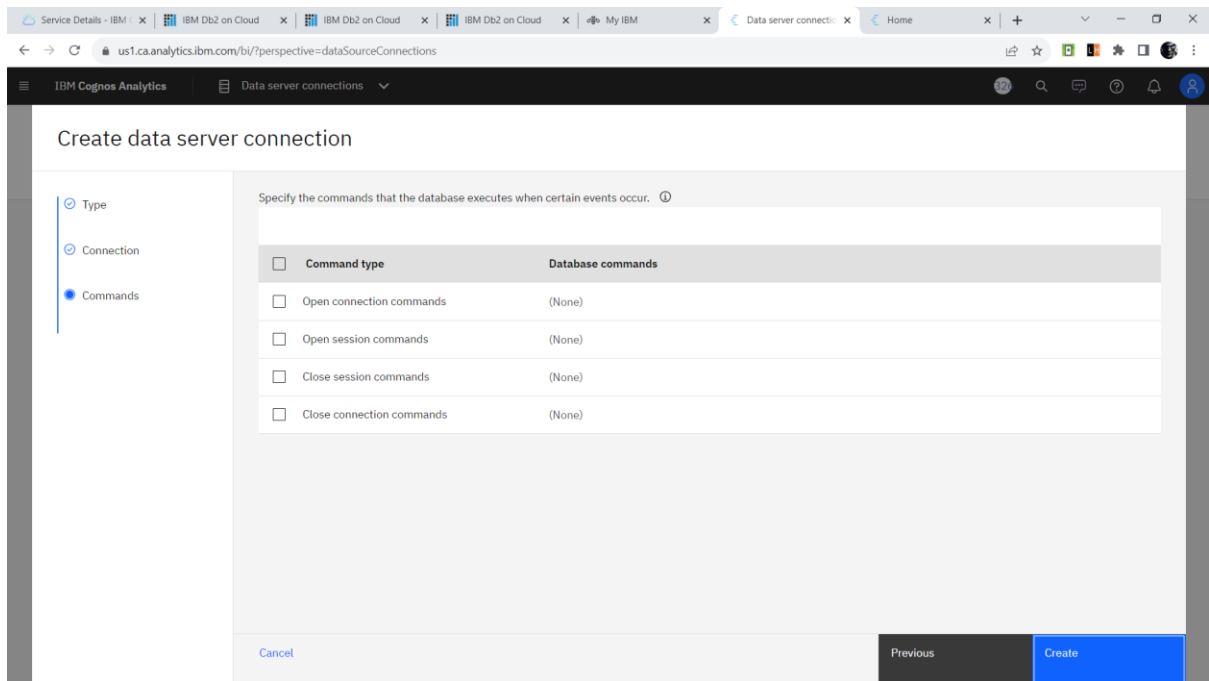 Service Details - IBM C
IBM Db2 on Cloud
IBM Db2 on Cloud
IBM Db2 on Cloud
My IBM
Data server connectio
Home
us1.ca.analytics.ibm.com/bi/?perspective=dataSourceConnections
IBM Cognos Analytics
Data server connections
Create data server connection
Type
Connection
Commands
Specify the commands that the database executes when certain events occur.
Command type Database commands
Open connection commands (None)
Open session commands (None)
Close session commands (None)
Close connection commands (None)
Cancel
Previous
Create